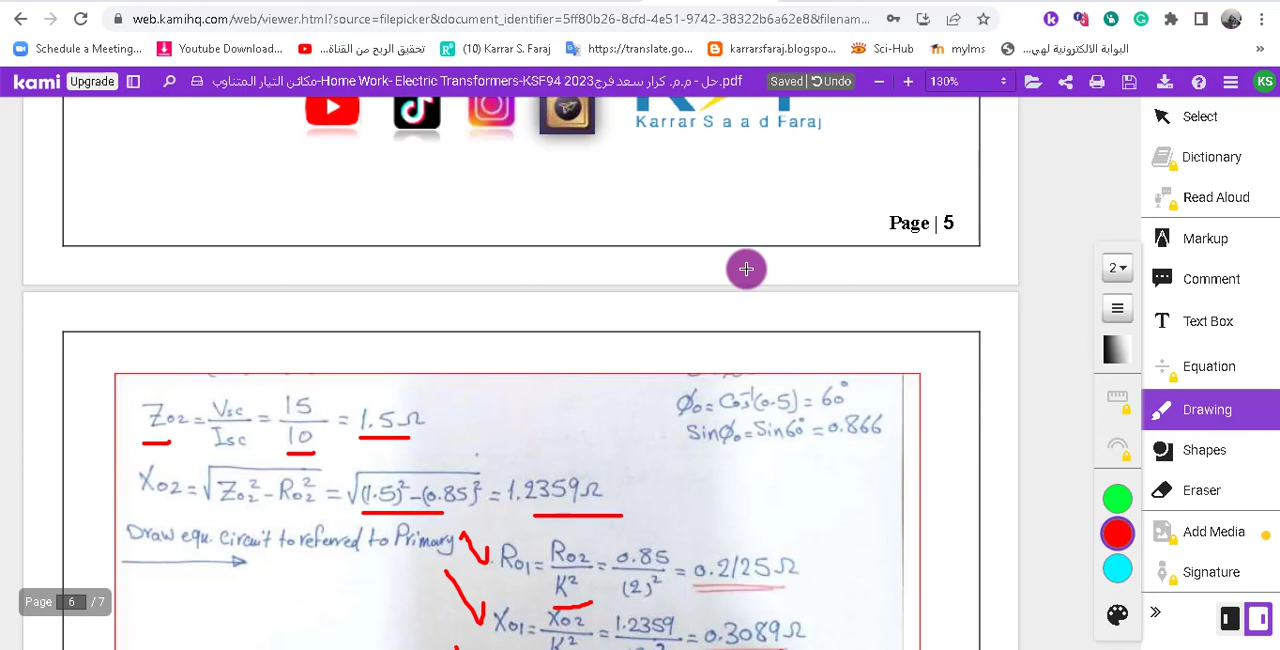 web.kamihq.com/web/viewer.html?source=filepicker&document_identifier=5ff80b26-8cfd-4e51-9742-38322b6a62e8&filenam...
Schedule a Meeting...
Youtube Download...
تحقيق الربح من القناة...
(10) Karrar S. Faraj
https://translate.go...
karrarsfaraj.blogspo...
Sci-Hub
mylms
البوابة الالكترونية لهي...
»
kami
Upgrade
حل - م.م. كرار سعد فرج-مكائن التيار المتناوب-Home Work- Electric Transformers-KSF94 2023.pdf
Saved
Undo
130%
KS
Karrar Saad Faraj
Page | 5
Z02 = Vsc/Isc = 15/10 = 1.5Ω
Φ0 = Cos⁻¹(0.5) = 60°
SinΦ0 = Sin60° = 0.866
X02 = √Z02² - R02² = √(1.5)² - (0.85)² = 1.2359Ω
Draw equ. Circuit to referred to Primary
R01 = R02/K² = 0.85/(2)² = 0.2125Ω
X01 = X02/K² = 1.2359 = 0.3089Ω
Page 6 / 7
2
Select
Dictionary
Read Aloud
Markup
Comment
Text Box
Equation
Drawing
Shapes
Eraser
Add Media
Signature
»